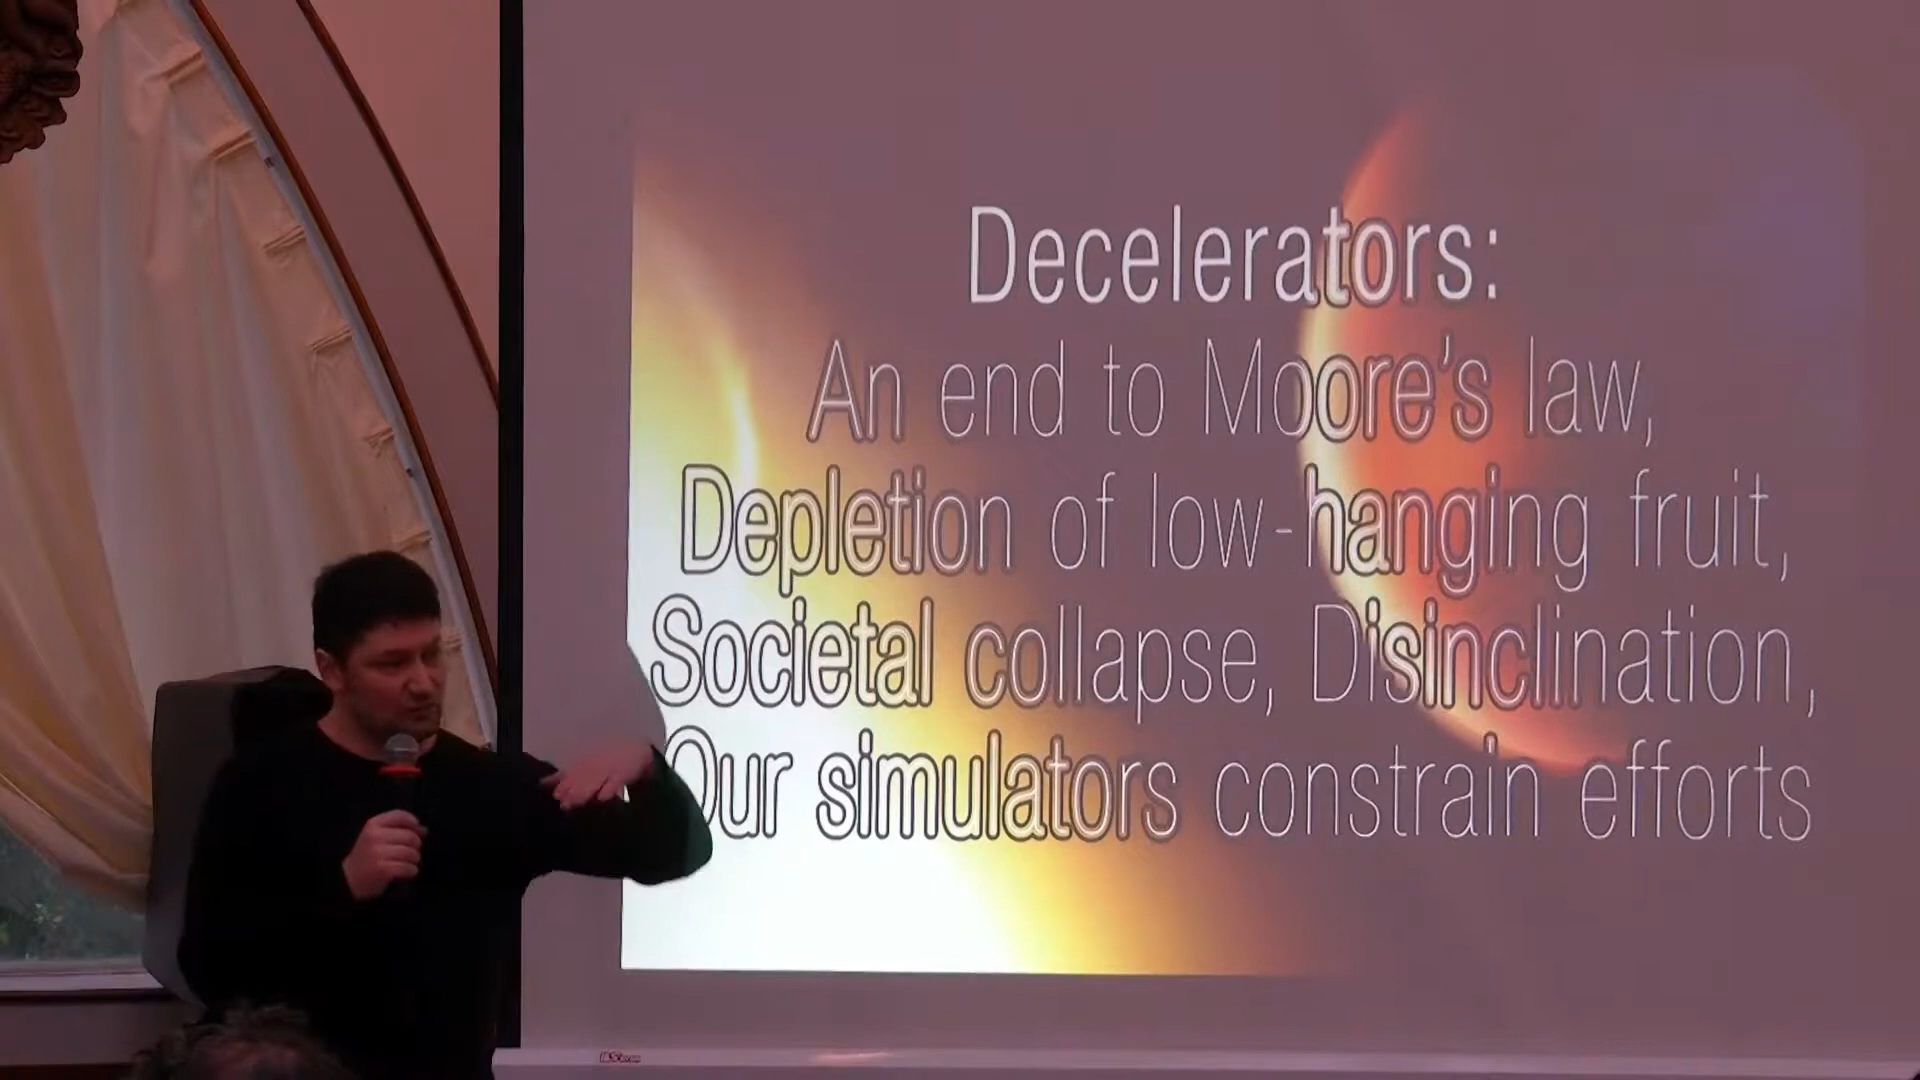 Decelerators:
An end to Moore's law,
Depletion of low-hanging fruit,
Societal collapse, Disinclination,
Our simulators constrain efforts